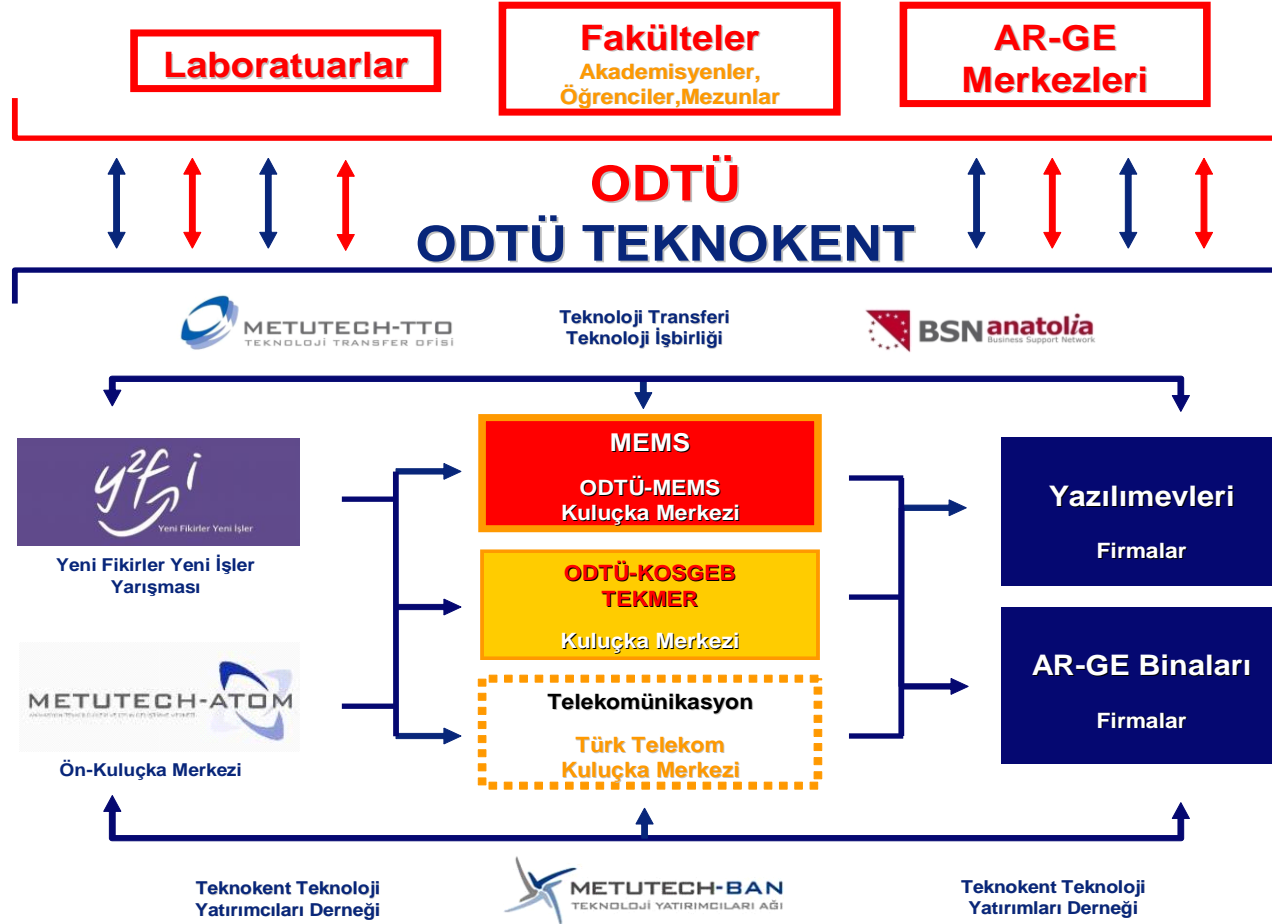 Laboratuarlar
Fakülteler
Akademisyenler,
Öğrenciler,Mezunlar
AR-GE
Merkezleri
ODTÜ
ODTÜ TEKNOKENT
METUTECH-TTO
TEKNOLOJİ TRANSFER OFİSİ
Teknoloji Transferi
Teknoloji İşbirliği
BSN anatolia
Business Support Network
y2fi
Yeni Fikirler Yeni İşler
Yeni Fikirler Yeni İşler
Yarışması
METUTECH-ATOM
Ön-Kuluçka Merkezi
MEMS
ODTÜ-MEMS
Kuluçka Merkezi
ODTÜ-KOSGEB
TEKMER
Kuluçka Merkezi
Telekomünikasyon
Türk Telekom
Kuluçka Merkezi
Yazılımevleri
Firmalar
AR-GE Binaları
Firmalar
Teknokent Teknoloji
Yatırımcıları Derneği
METUTECH-BAN
TEKNOLOJİ YATIRIMCILARI AĞI
Teknokent Teknoloji
Yatırımları Derneği